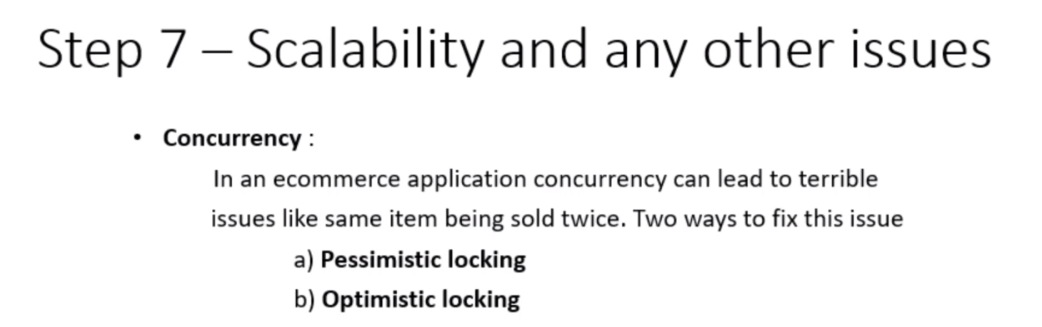 Step 7 – Scalability and any other issues
• Concurrency :
In an ecommerce application concurrency can lead to terrible
issues like same item being sold twice. Two ways to fix this issue
a) Pessimistic locking
b) Optimistic locking